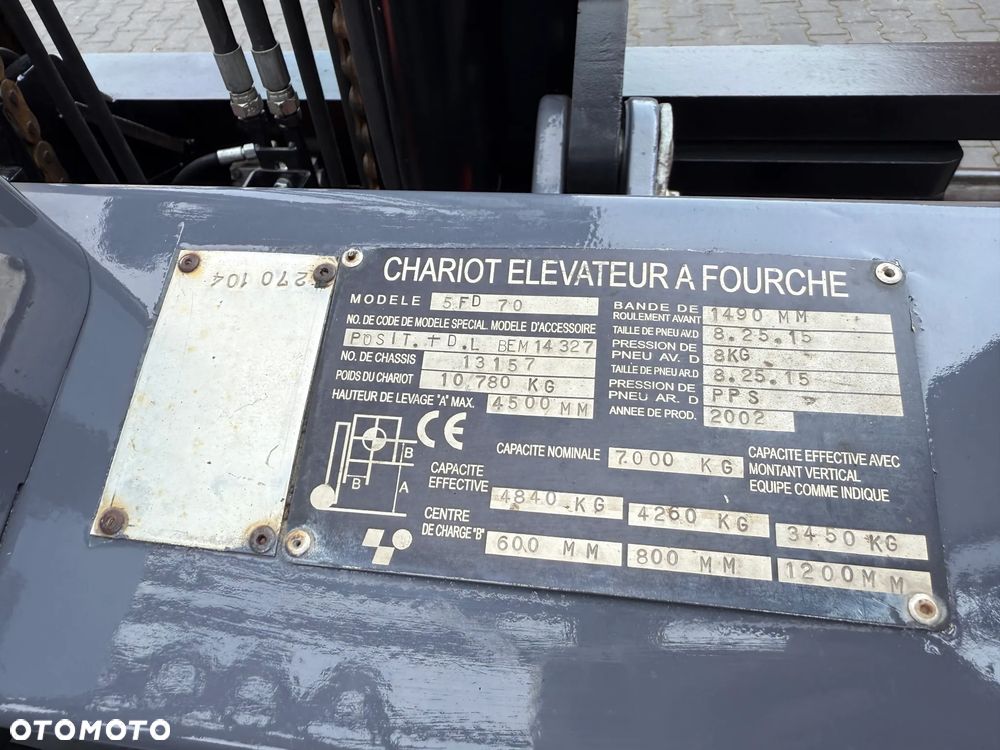 270 104
CHARIOT ELEVATEUR A FOURCHE
MODELE 5FD 70
NO. DE CODE DE MODELE SPECIAL. MODELE D'ACCESSOIRE
POSIT. + D.L BEM 14 327
NO. DE CHASSIS 13157
POIDS DU CHARIOT 10,780 KG
HAUTEUR DE LEVAGE "A" MAX. 4500 MM
BANDE DE ROULEMENT AVANT 1490 MM
TAILLE DE PNEU AV.D 8.25.15
PRESSION DE PNEU AV. D 8KG
TAILLE DE PNEU AR.D 8.25.15
PRESSION DE PNEU AR. D PPS
ANNEE DE PROD. 2002
CE
B
B
A
CAPACITE NOMINALE 7.000 KG
CAPACITE EFFECTIVE AVEC
MONTANT VERTICAL
EQUIPE COMME INDIQUE
CAPACITE EFFECTIVE 4840 KG 4260 KG 3450 KG
CENTRE DE CHARGE "B" 600 MM 800 MM 1200 MM
OTOMOTO